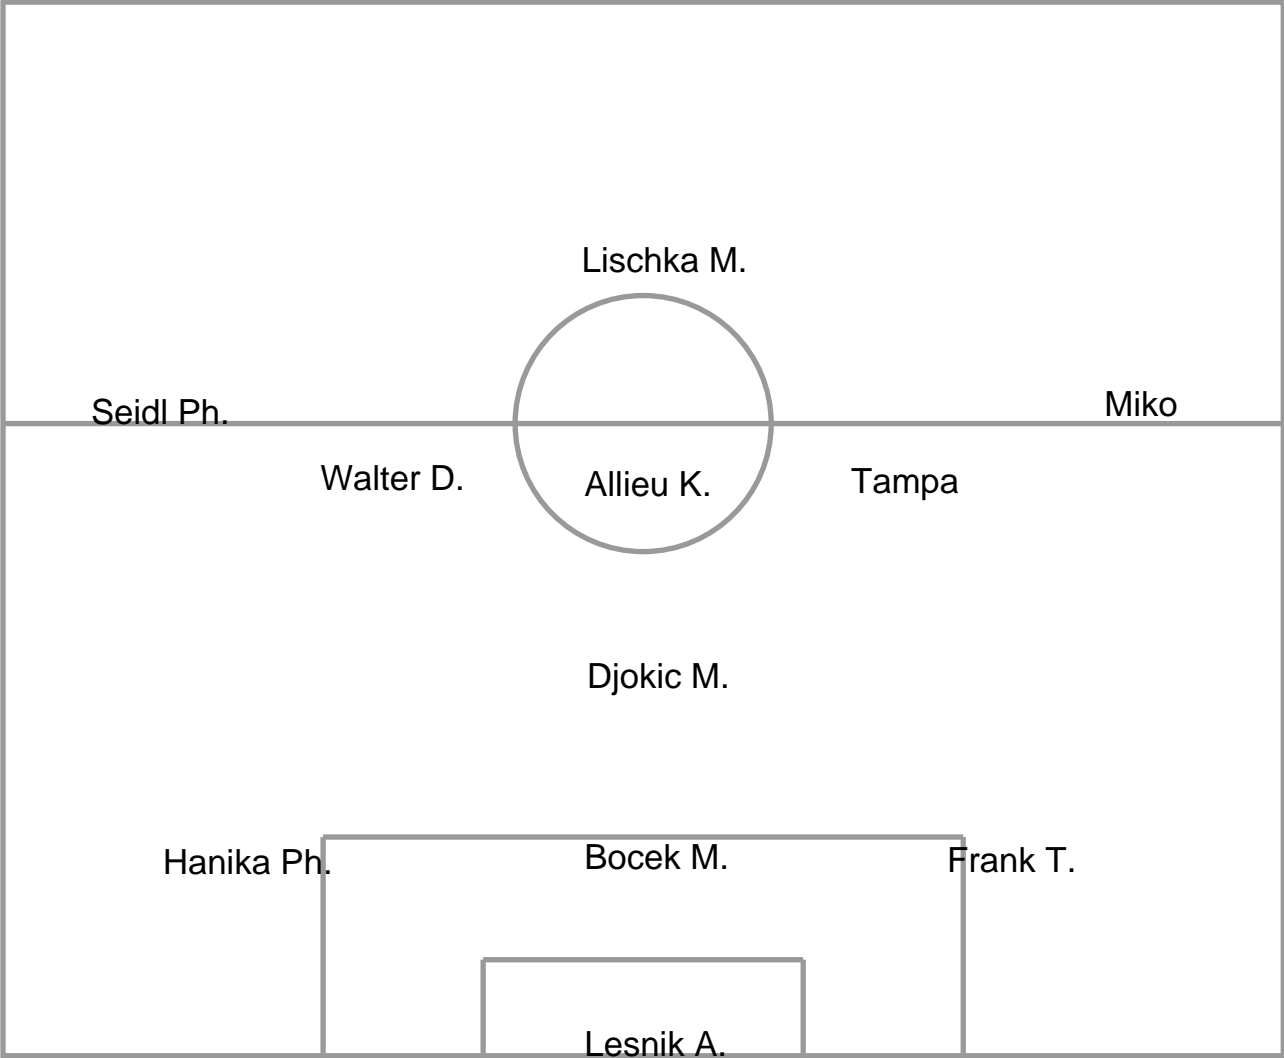 Lischka M.
Seidl Ph.
Miko
Walter D.
Allieu K.
Tampa
Djokic M.
Hanika Ph.
Bocek M.
Frank T.
Lesnik A.